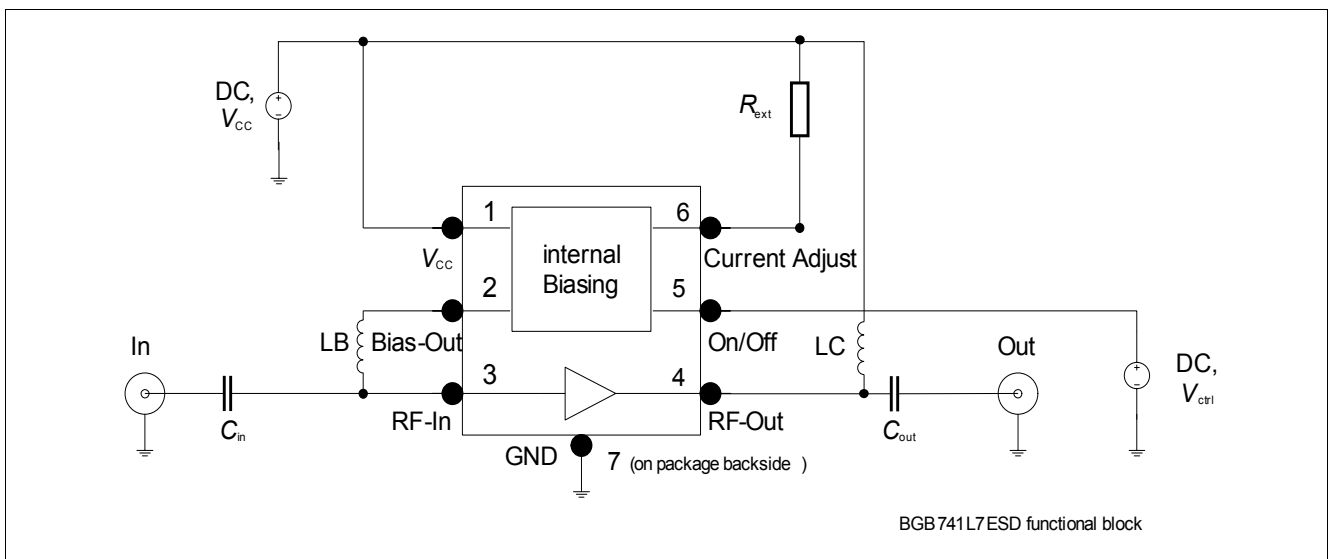 DC,
VCC
Rext
1
6
VCC
internal
Biasing
Current Adjust
2
5
In
LB
Bias-Out
On/Off
LC
Out
DC,
Vctrl
3
4
Cin
RF-In
RF-Out
Cout
GND
7 (on package backside )
BGB741L7ESD functional block